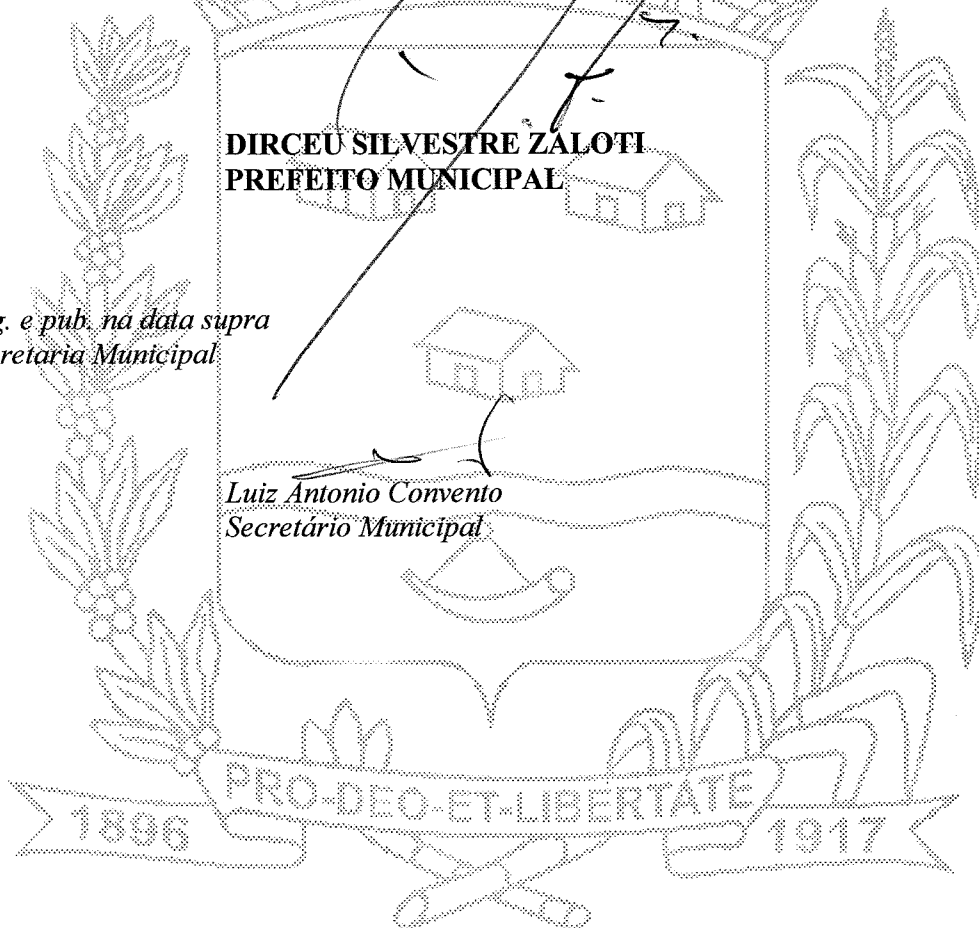 DIRCEU SILVESTRE ZALOTI
PREFEITO MUNICIPAL
e pub. na data supra
Municipal
Luiz Antonio Convento
Secretário Municipal
PRO-DEO-ET-LIBERTATE
1896
1917